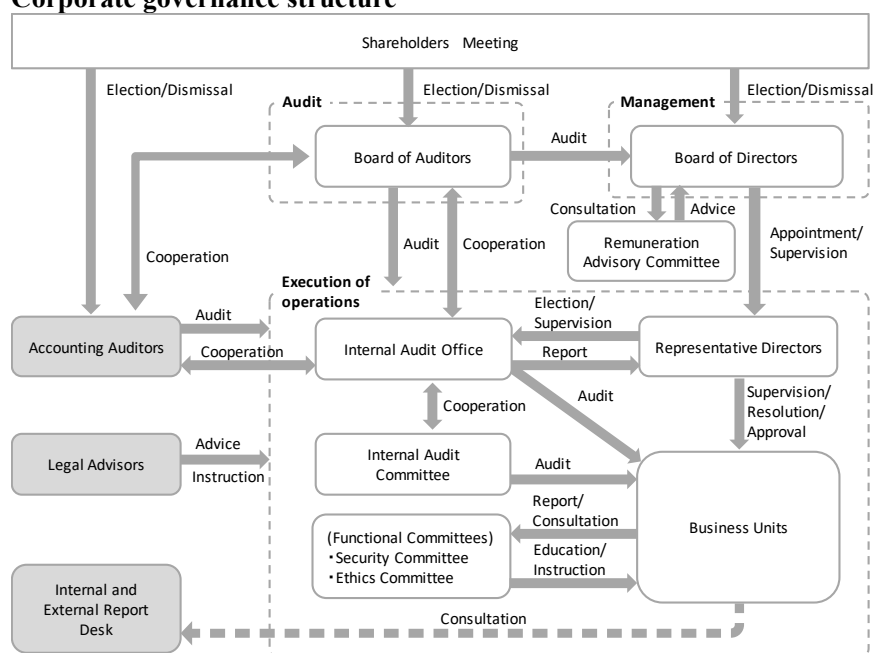 Corporate governance structure
Shareholders Meeting
Election/Dismissal
Election/Dismissal
Election/Dismissal
Audit
Management
Board of Auditors
Audit
Board of Directors
Consultation
Advice
Cooperation
Audit
Cooperation
Remuneration
Advisory Committee
Appointment/
Supervision
Execution of
operations
Accounting Auditors
Audit
Cooperation
Internal Audit Office
Election/
Supervision
Report
Representative Directors
Audit
Cooperation
Supervision/
Resolution/
Approval
Legal Advisors
Advice
Instruction
Internal Audit
Committee
Audit
Report/
Consultation
Business Units
(Functional Committees)
・Security Committee
・Ethics Committee
Education/
Instruction
Internal and
External Report
Desk
Consultation